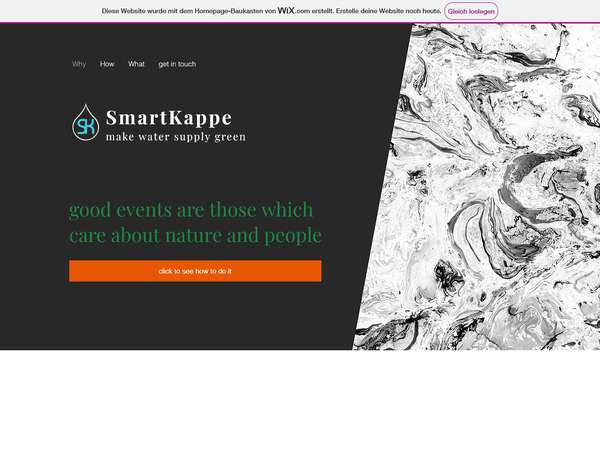 Diese Website wurde mit dem Homepage-Baukasten von WiX.com erstellt. Erstelle deine Website noch heute. Gleich loslegen
Why How What get in touch
SK
SmartKappe
make water supply green
good events are those which
care about nature and people
click to see how to do it